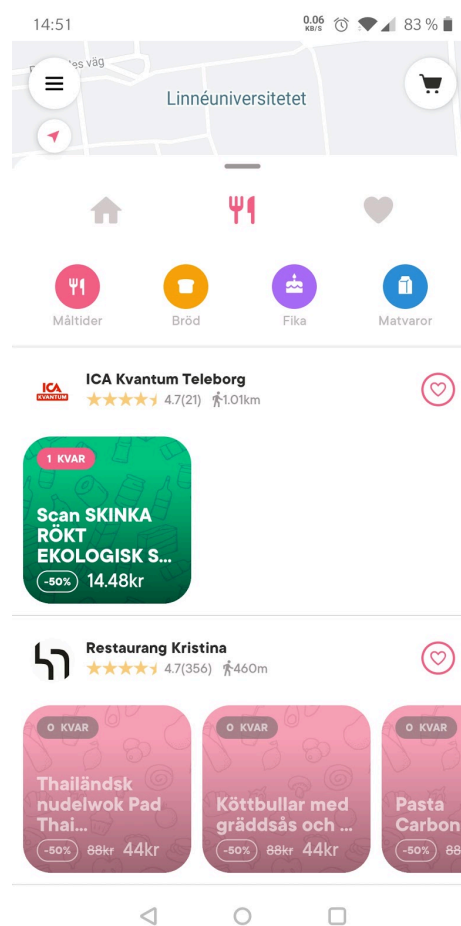 14:51
0.06 KB/S
83 %
es väg
Linnéuniversitetet
Måltider
Bröd
Fika
Matvaror
ICA KVANTUM
ICA Kvantum Teleborg
4.7(21) 1.01km
1 KVAR
Scan SKINKA
RÖKT
EKOLOGISK S...
-50% 14.48kr
Restaurang Kristina
4.7(356) 460m
0 KVAR
Thailändsk
nudelwok Pad
Thai...
-50% 88kr 44kr
0 KVAR
Köttbullar med
gräddsås och ...
-50% 88kr 44kr
0 KVAR
Pasta
Carbon
-50% 88